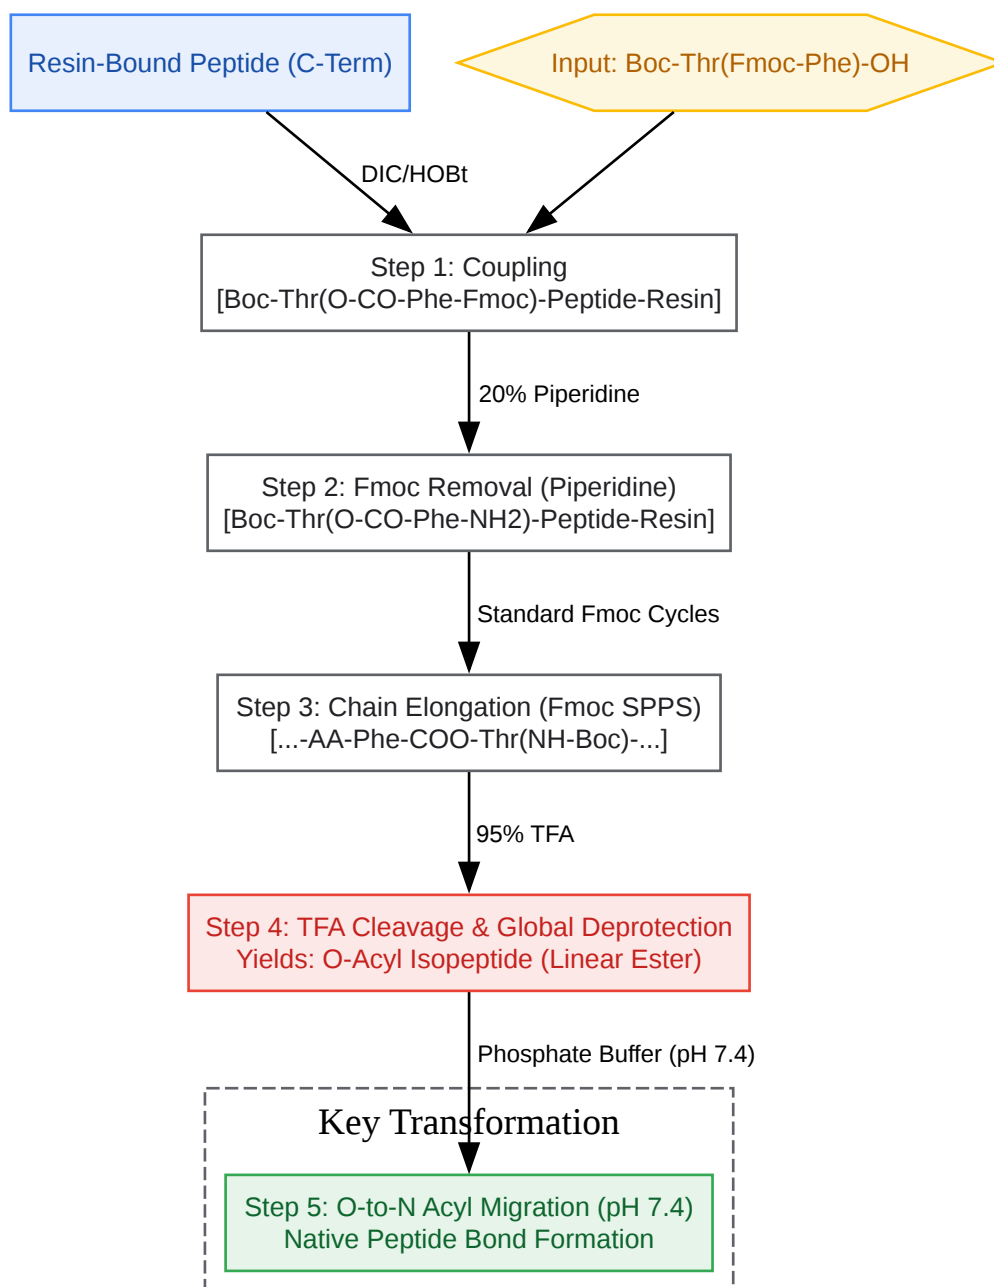 Resin-Bound Peptide (C-Term)
Input: Boc-Thr(Fmoc-Phe)-OH
DIC/HOBt
Step 1: Coupling
[Boc-Thr(O-CO-Phe-Fmoc)-Peptide-Resin]
20% Piperidine
Step 2: Fmoc Removal (Piperidine)
[Boc-Thr(O-CO-Phe-NH2)-Peptide-Resin]
Standard Fmoc Cycles
Step 3: Chain Elongation (Fmoc SPPS)
[...-AA-Phe-COO-Thr(NH-Boc)-...]
95% TFA
Step 4: TFA Cleavage & Global Deprotection
Yields: O-Acyl Isopeptide (Linear Ester)
Phosphate Buffer (pH 7.4)
Key Transformation
Step 5: O-to-N Acyl Migration (pH 7.4)
Native Peptide Bond Formation